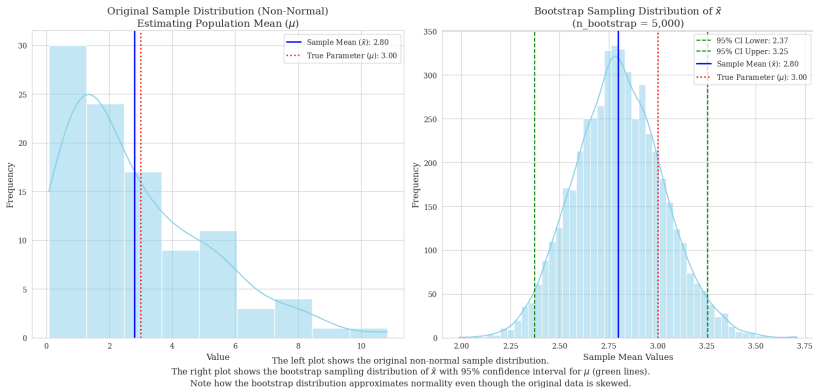 Original Sample Distribution (Non-Normal)
Estimating Population Mean (μ)
Sample Mean (x̄): 2.80
True Parameter (μ): 3.00
Frequency
30
25
20
15
10
5
0
0 2 4 6 8 10
Value
Bootstrap Sampling Distribution of x̄
(n_bootstrap = 5,000)
95% CI Lower: 2.37
95% CI Upper: 3.25
Sample Mean (x̄): 2.80
True Parameter (μ): 3.00
Frequency
350
300
250
200
150
100
50
0
2.00 2.25 2.50 2.75 3.00 3.25 3.50 3.75
Sample Mean Values
The left plot shows the original non-normal sample distribution.
The right plot shows the bootstrap sampling distribution of x̄ with 95% confidence interval for μ (green lines).
Note how the bootstrap distribution approximates normality even though the original data is skewed.